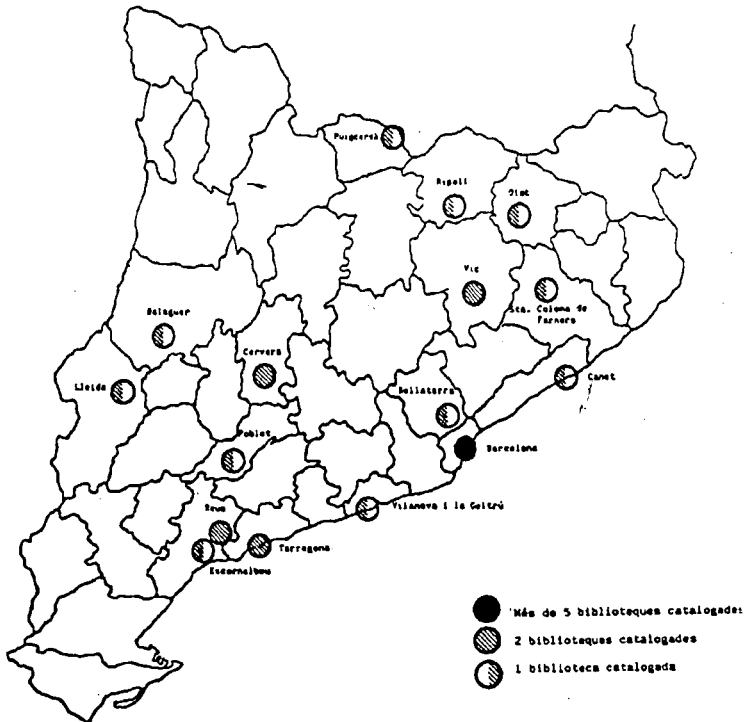 Puigcerdà
Ripoll
Olot
Vic
Sta. Coloma de
Farners
Balaguer
Cervera
Lleida
Bellaterra
Canet
Poblet
Barcelona
Reus
Vilanova i la Geltrú
Tarragona
Escornalbou
Més de 5 biblioteques catalogades
2 biblioteques catalogades
1 biblioteca catalogada